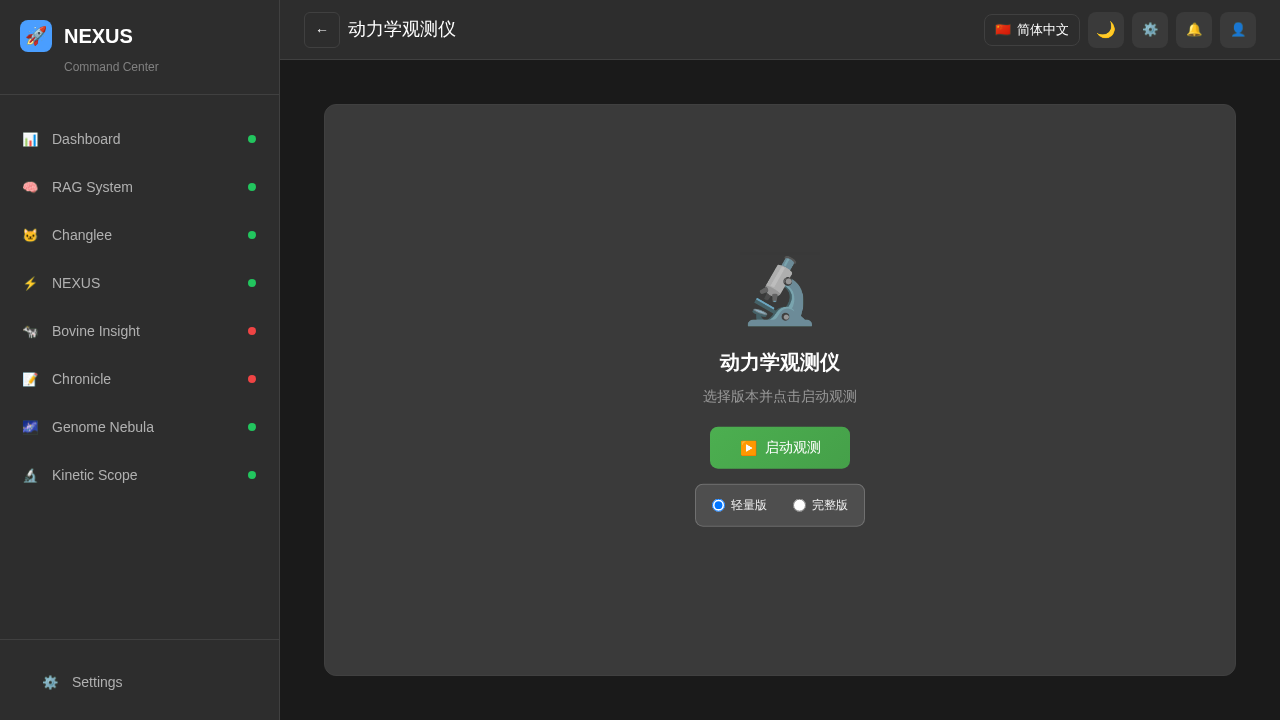 NEXUS
Command Center
Dashboard
RAG System
Changlee
NEXUS
Bovine Insight
Chronicle
Genome Nebula
Kinetic Scope
Settings
← 动力学观测仪
简体中文
动力学观测仪
选择版本并点击启动观测
启动观测
轻量版 完整版